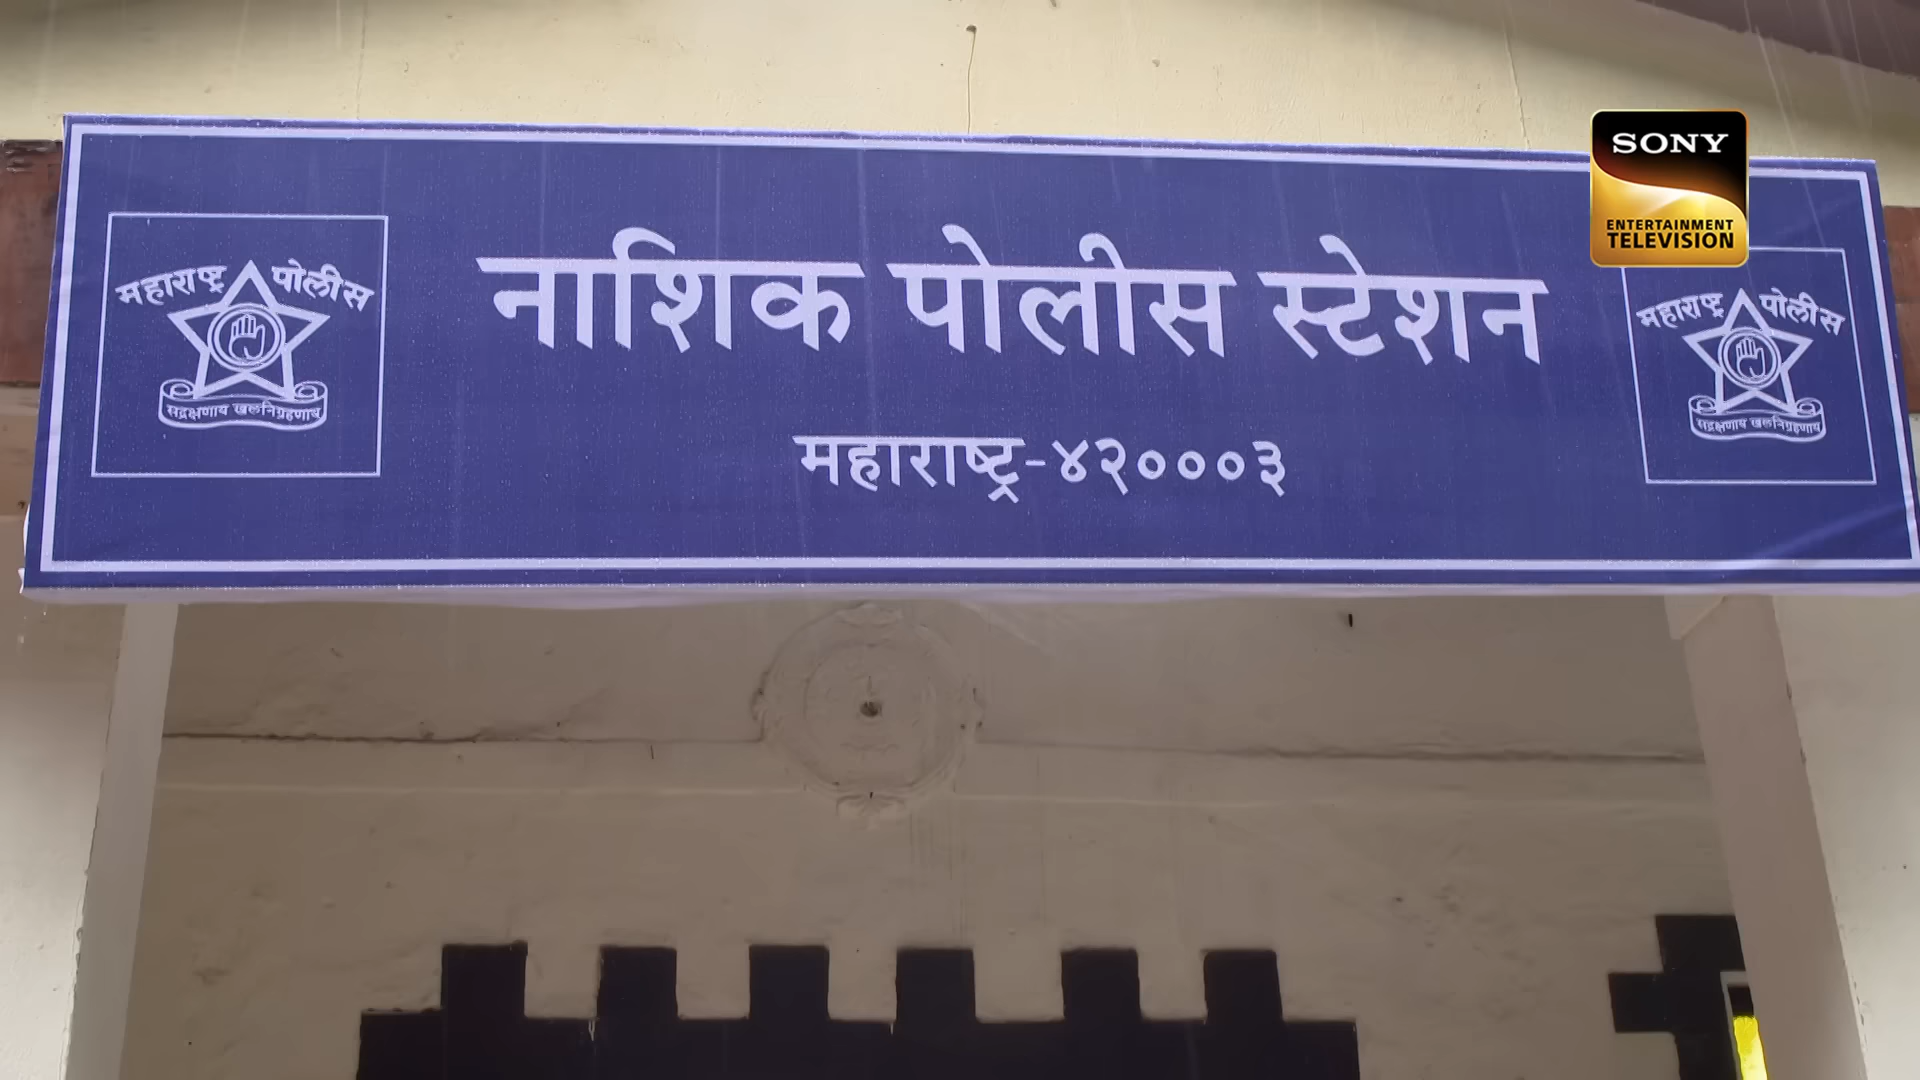 नाशिक पोलीस स्टेशन
महाराष्ट्र-४२०००३
महाराष्ट्र पोलीस
सद्रक्षणाय खलनिग्रहणाय
महाराष्ट्र पोलीस
सद्रक्षणाय खलनिग्रहणाय
SONY
ENTERTAINMENT
TELEVISION